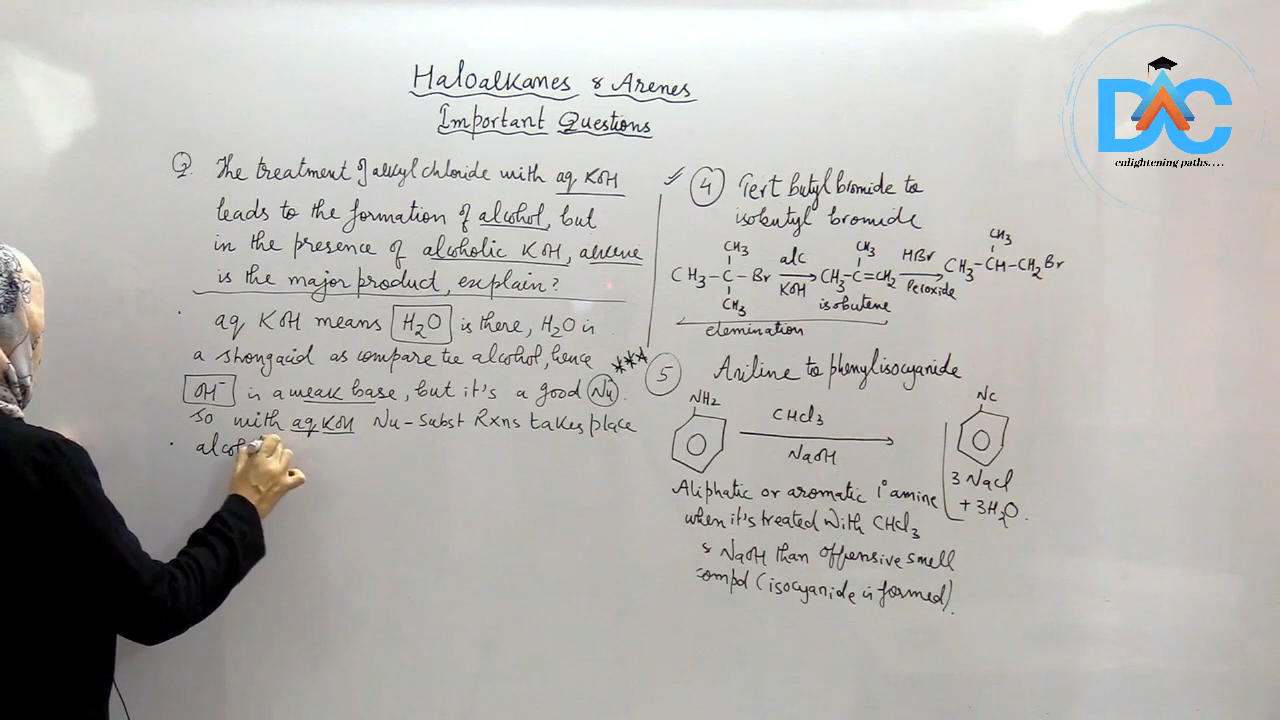 Haloalkanes & Arenes
Important Questions
Q. The treatment of alkyl chloride with aq KOH
leads to the formation of alcohol, but
in the presence of alcoholic KOH, alkene
is the major product, explain?
· aq KOH means H2O is there, H2O is
a strong acid as compare to alcohol, hence
OH⁻ is a weak base, but it's a good Nu
so with aq KOH Nu-Subst Rxns takes place
· alcoh
④ Tert butyl bromide to
isobutyl bromide
CH3
CH3-C-Br
CH3
alc
KOH
CH3
CH3-C=CH2
isobutene
HBr
Peroxide
CH3
CH3-CH-CH2Br
elemination
*** ⑤ Aniline to phenylisocyanide
NH2
CHCl3
NaOH
NC
3 NaCl
+ 3H2O.
Aliphatic or aromatic 1° amine
when it's treated with CHCl3
& NaOH than offensive smell
compd (isocyanide is formed).
DAC
enlightening paths....